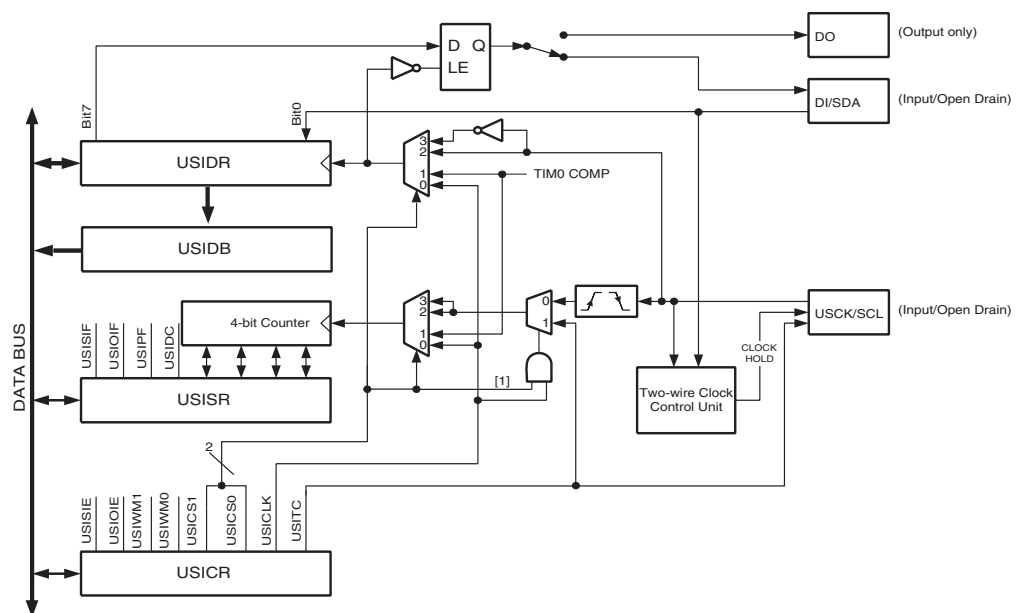 D Q
LE
DO
(Output only)
DI/SDA
(Input/Open Drain)
Bit7
Bit0
USIDR
3
2
1
0
TIM0 COMP
USIDB
DATA BUS
4-bit Counter
3
2
1
0
0
1
USCK/SCL
(Input/Open Drain)
CLOCK
HOLD
USISIF
USIOIF
USIPF
USIDC
USISR
[1]
Two-wire Clock
Control Unit
2
USISIE
USIOIE
USIWM1
USIWM0
USICS1
USICS0
USICLK
USITC
USICR